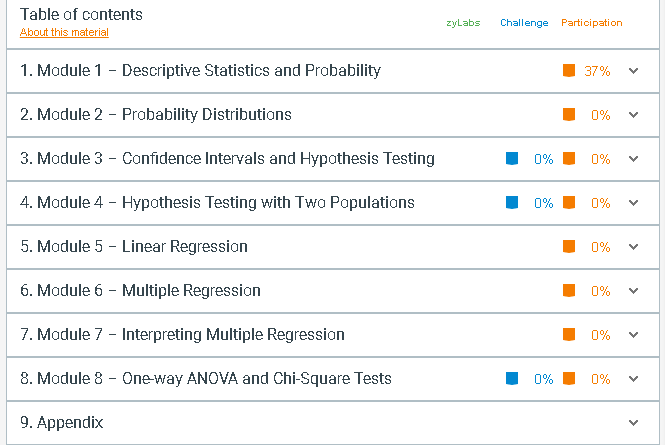 Table of contents
zyLabs Challenge Participation
About this material
1. Module 1 – Descriptive Statistics and Probability 37%
2. Module 2 – Probability Distributions 0%
3. Module 3 – Confidence Intervals and Hypothesis Testing 0% 0%
4. Module 4 – Hypothesis Testing with Two Populations 0% 0%
5. Module 5 – Linear Regression 0%
6. Module 6 – Multiple Regression 0%
7. Module 7 – Interpreting Multiple Regression 0%
8. Module 8 – One-way ANOVA and Chi-Square Tests 0% 0%
9. Appendix